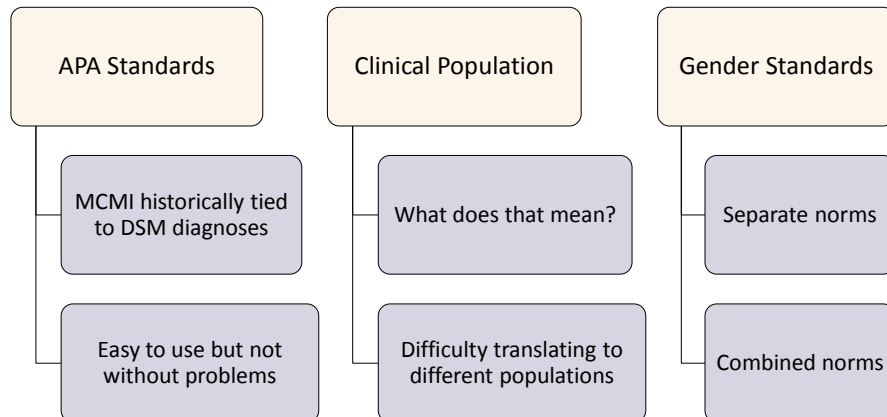 APA Standards
MCMI historically tied
to DSM diagnoses
Easy to use but not
without problems
Clinical Population
What does that mean?
Difficulty translating to
different populations
Gender Standards
Separate norms
Combined norms